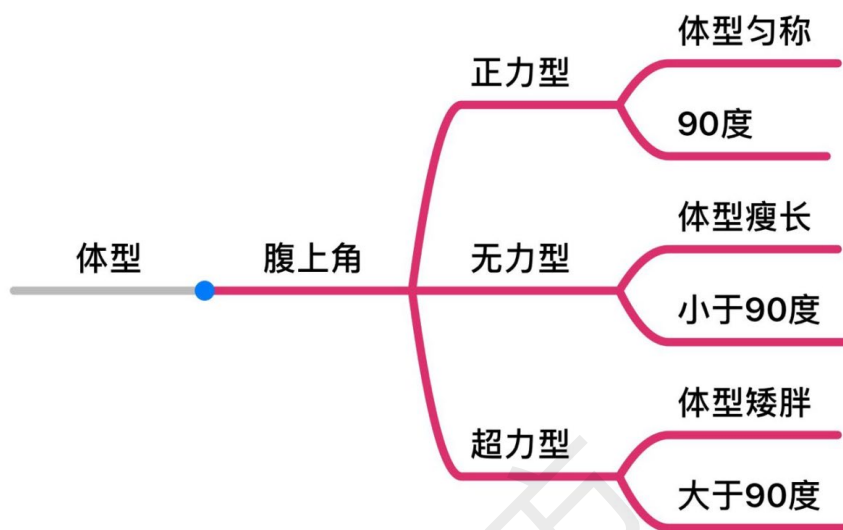 体型
腹上角
正力型
体型匀称
90度
无力型
体型瘦长
小于90度
超力型
体型矮胖
大于90度